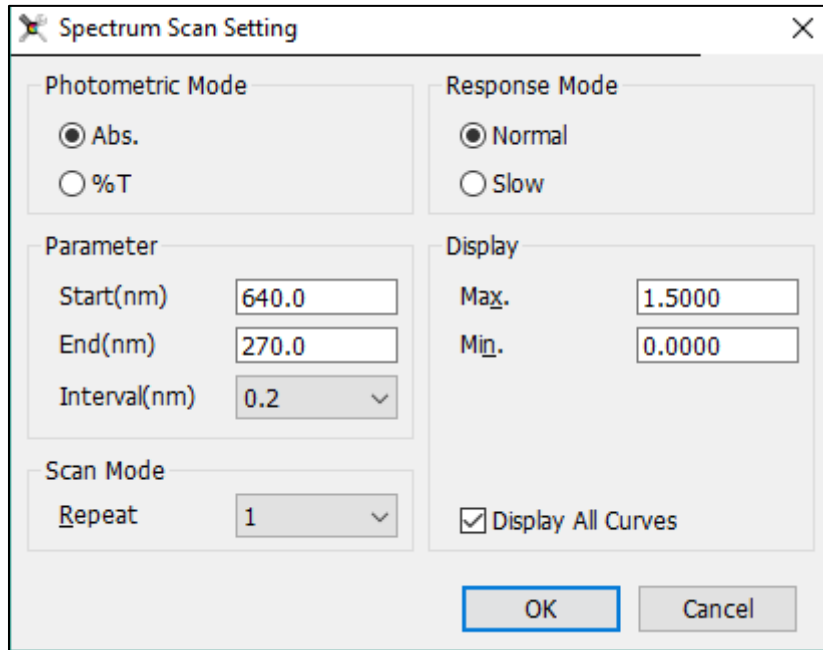 Spectrum Scan Setting
Photometric Mode
Abs.
%T
Response Mode
Normal
Slow
Parameter
Start(nm) 640.0
End(nm) 270.0
Interval(nm) 0.2
Display
Max. 1.5000
Min. 0.0000
Scan Mode
Repeat 1
Display All Curves
OK Cancel